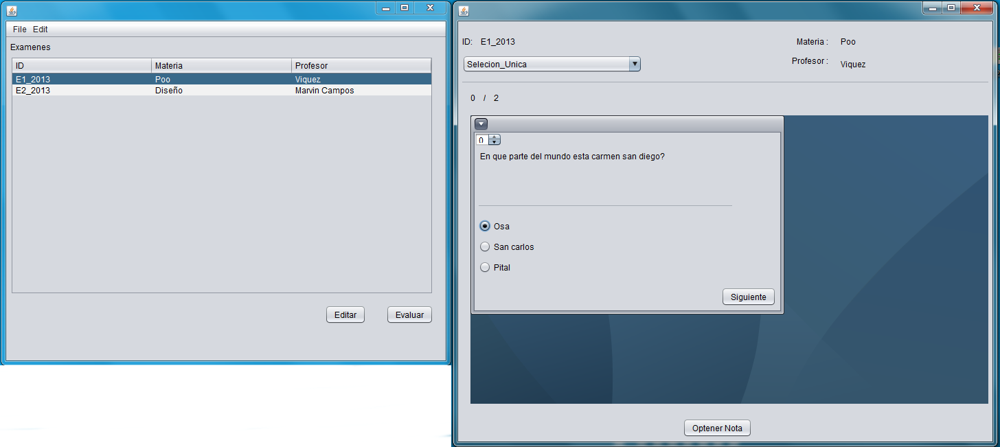 File Edit
Examenes
ID Materia Profesor
E1_2013 Poo Viquez
E2_2013 Diseño Marvin Campos
Editar Evaluar
ID: E1_2013 Materia : Poo
Selecion_Unica Profesor : Viquez
0 / 2
0
En que parte del mundo esta carmen san diego?
Osa
San carlos
Pital
Siguiente
Optener Nota